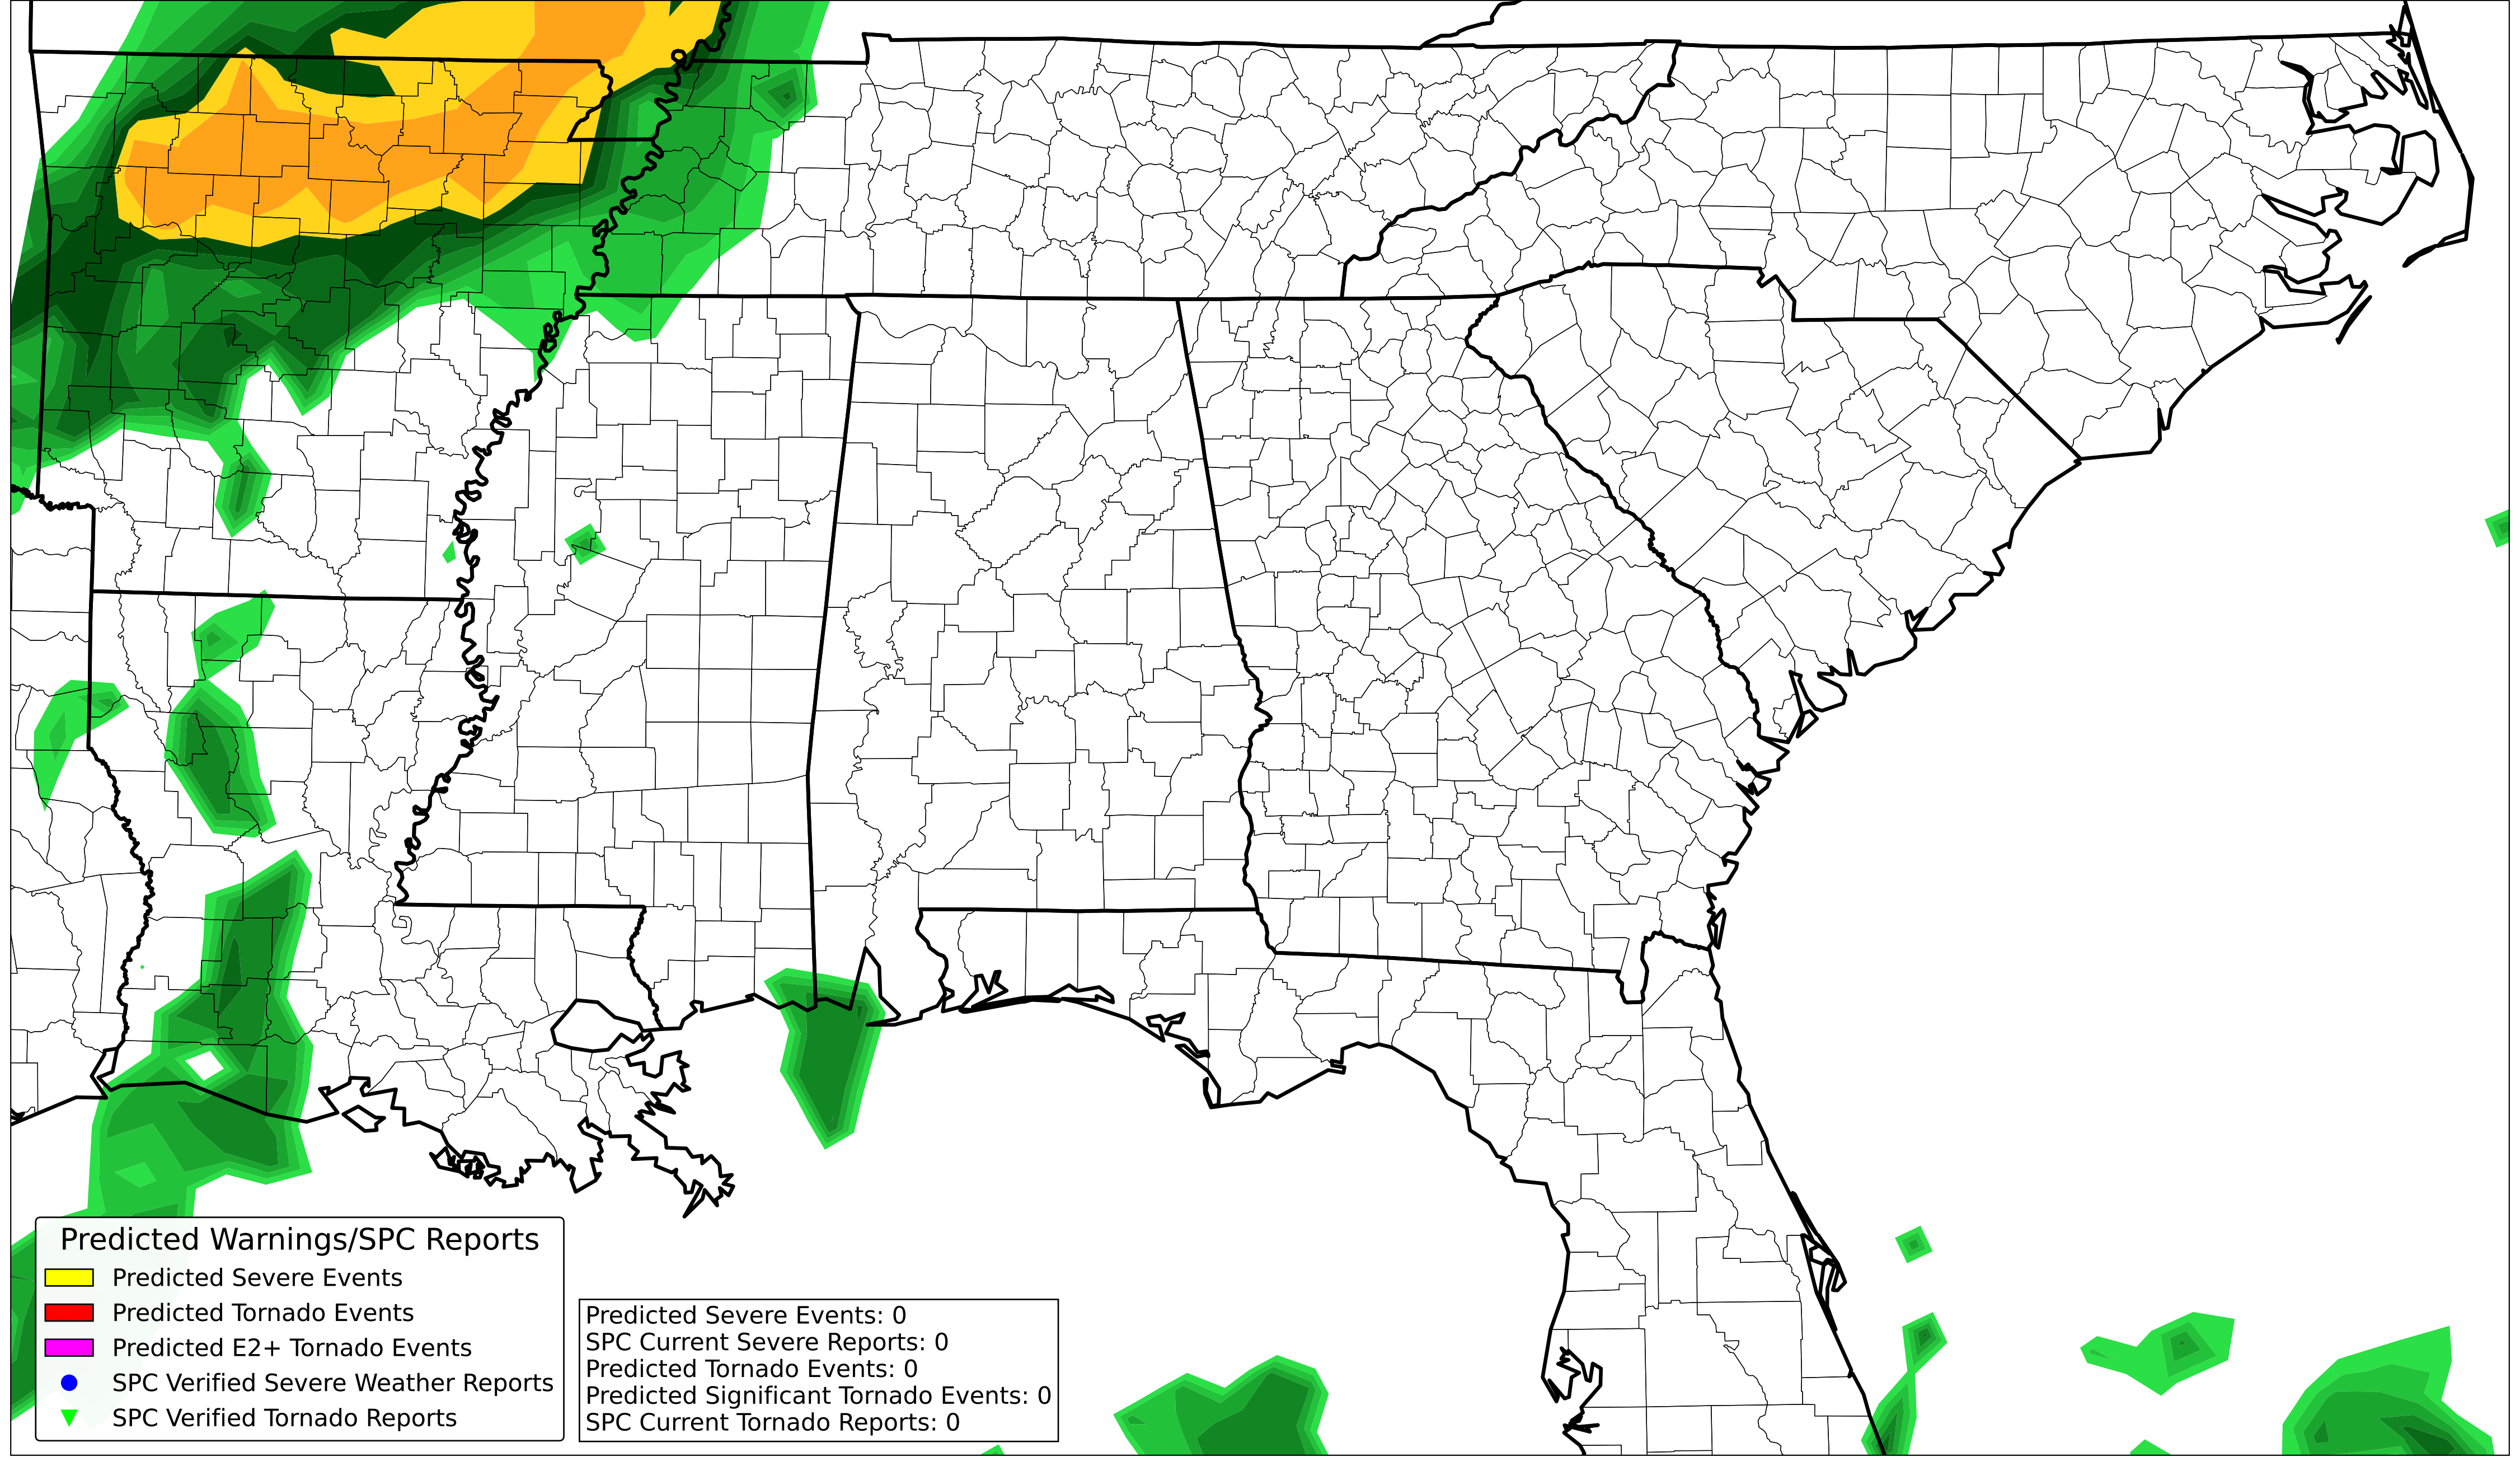 Predicted Warnings/SPC Reports
Predicted Severe Events
Predicted Tornado Events
Predicted E2+ Tornado Events
SPC Verified Severe Weather Reports
SPC Verified Tornado Reports
Predicted Severe Events: 0
SPC Current Severe Reports: 0
Predicted Tornado Events: 0
Predicted Significant Tornado Events: 0
SPC Current Tornado Reports: 0